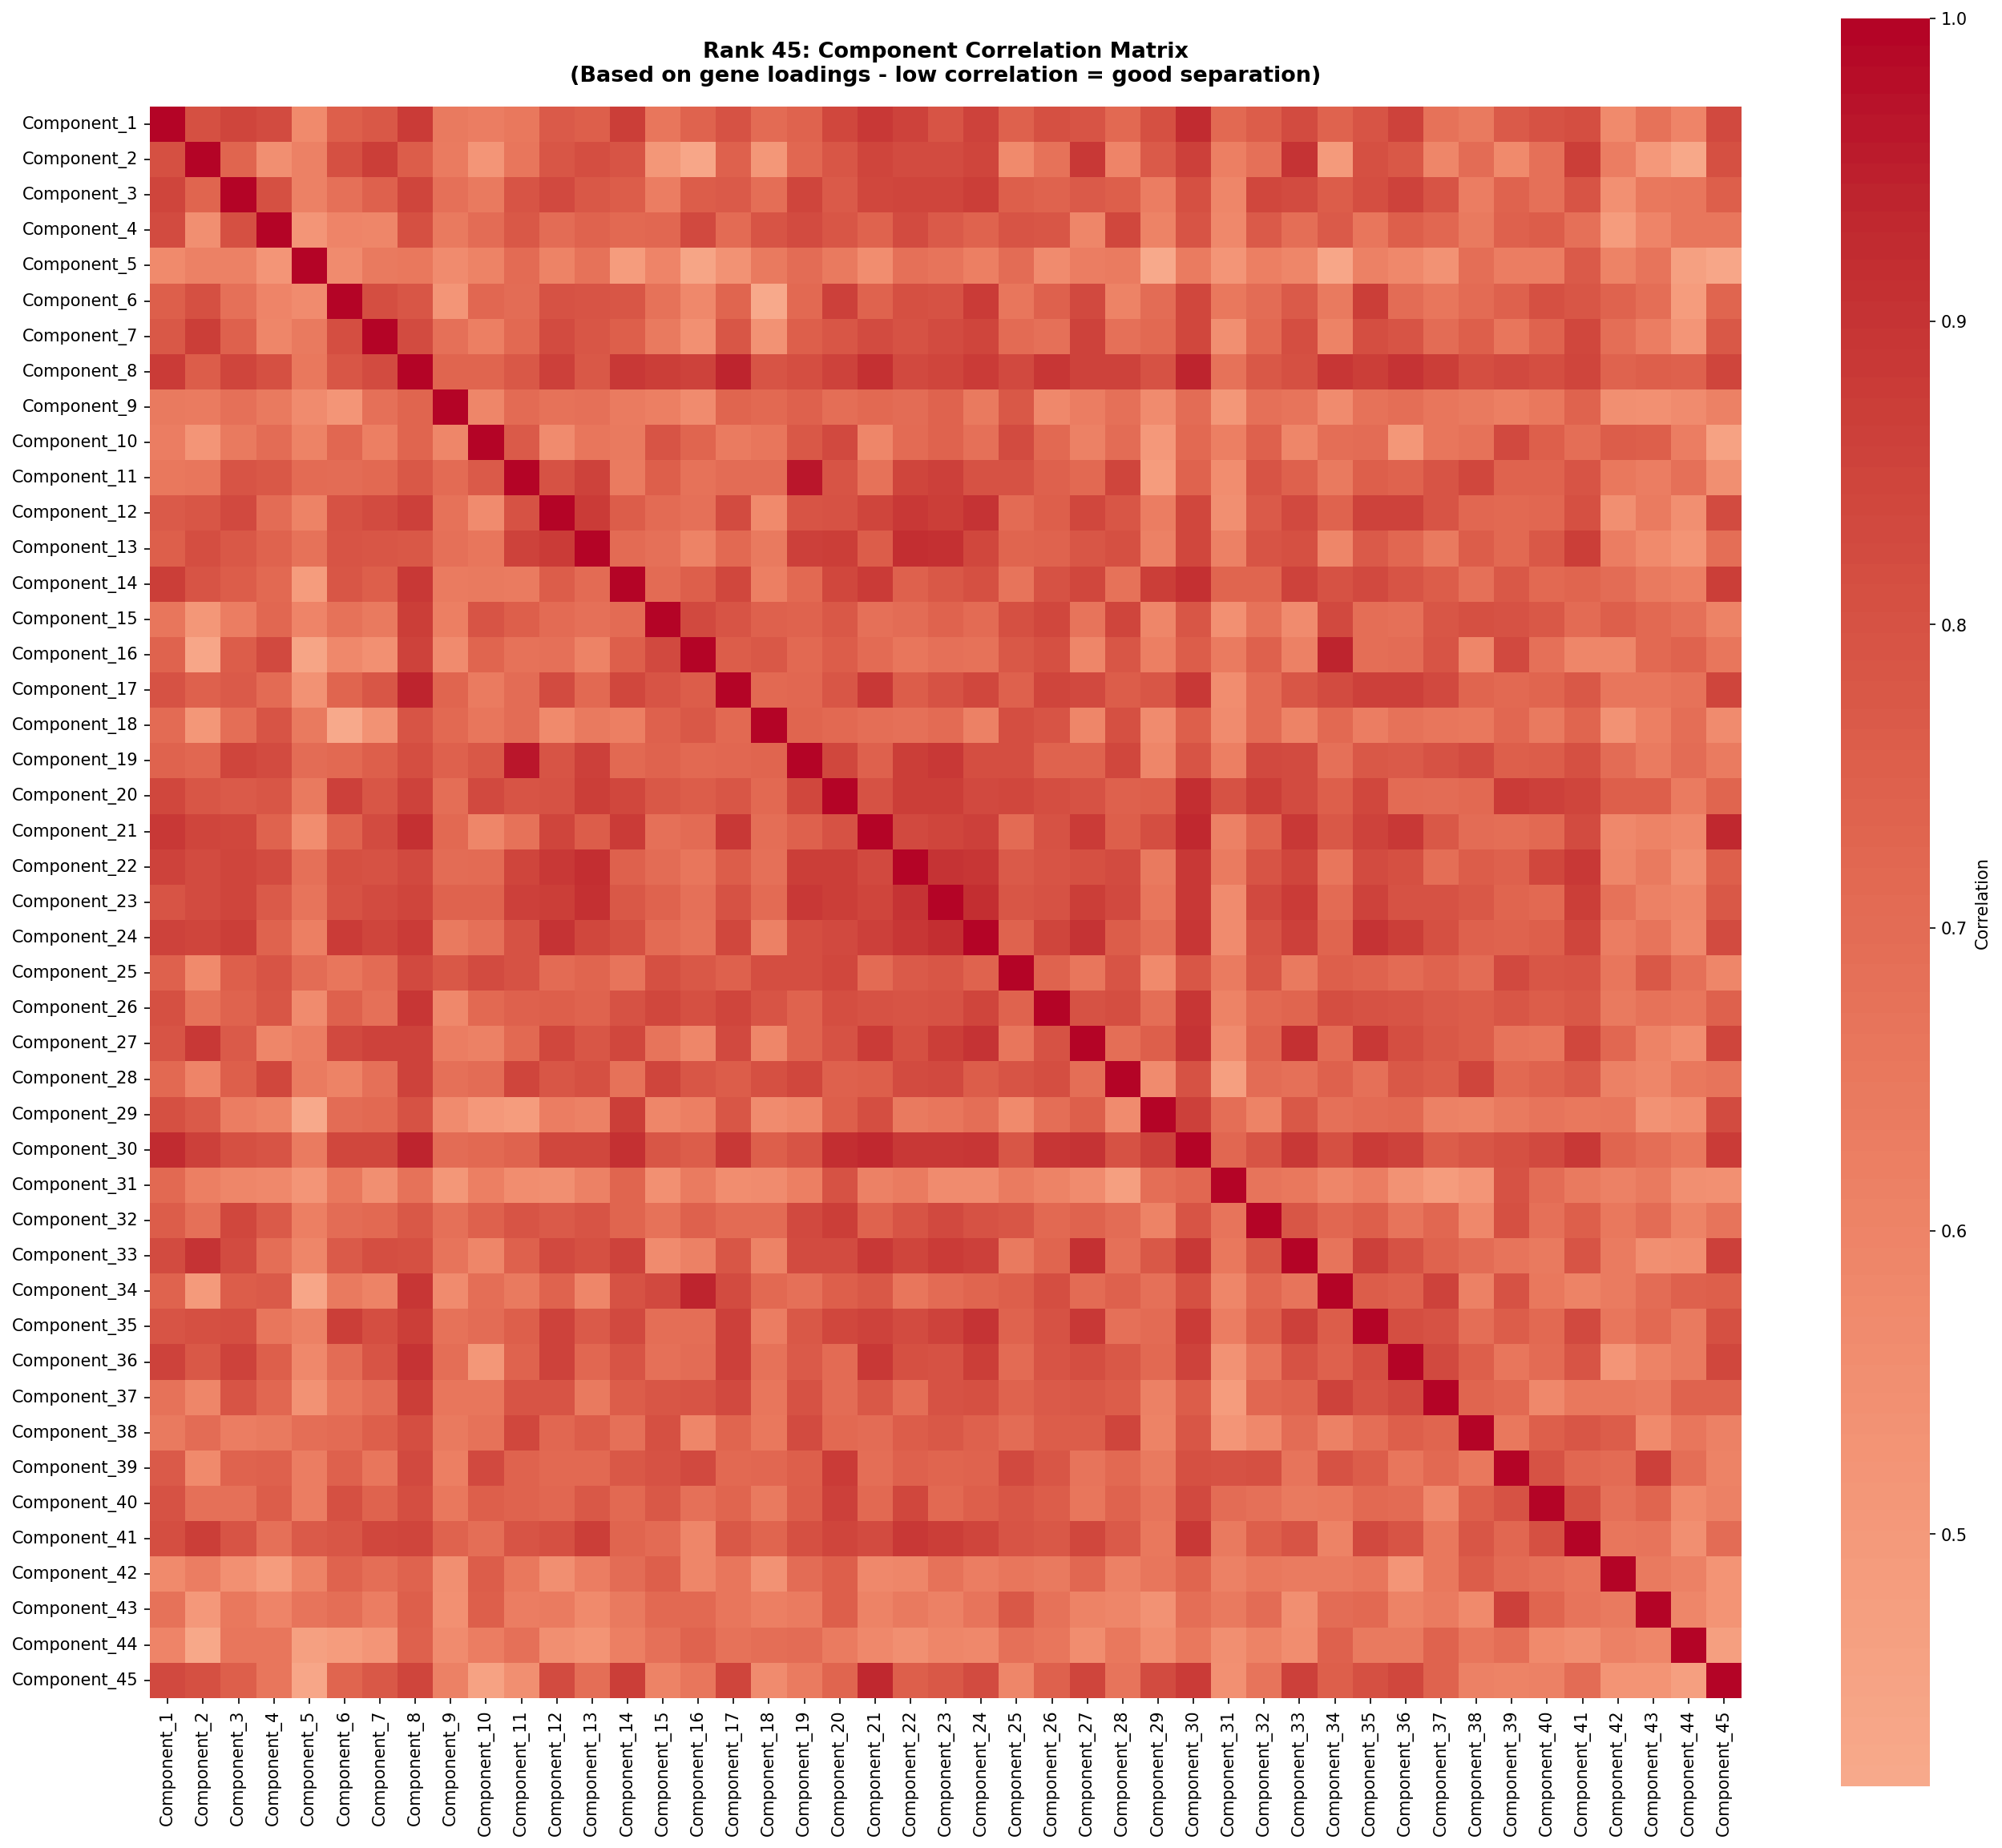 Rank 45: Component Correlation Matrix
(Based on gene loadings - low correlation = good separation)
Component_1
Component_2
Component_3
Component_4
Component_5
Component_6
Component_7
Component_8
Component_9
Component_10
Component_11
Component_12
Component_13
Component_14
Component_15
Component_16
Component_17
Component_18
Component_19
Component_20
Component_21
Component_22
Component_23
Component_24
Component_25
Component_26
Component_27
Component_28
Component_29
Component_30
Component_31
Component_32
Component_33
Component_34
Component_35
Component_36
Component_37
Component_38
Component_39
Component_40
Component_41
Component_42
Component_43
Component_44
Component_45
Component_1
Component_2
Component_3
Component_4
Component_5
Component_6
Component_7
Component_8
Component_9
Component_10
Component_11
Component_12
Component_13
Component_14
Component_15
Component_16
Component_17
Component_18
Component_19
Component_20
Component_21
Component_22
Component_23
Component_24
Component_25
Component_26
Component_27
Component_28
Component_29
Component_30
Component_31
Component_32
Component_33
Component_34
Component_35
Component_36
Component_37
Component_38
Component_39
Component_40
Component_41
Component_42
Component_43
Component_44
Component_45
1.0
0.9
0.8
0.7
0.6
0.5
Correlation